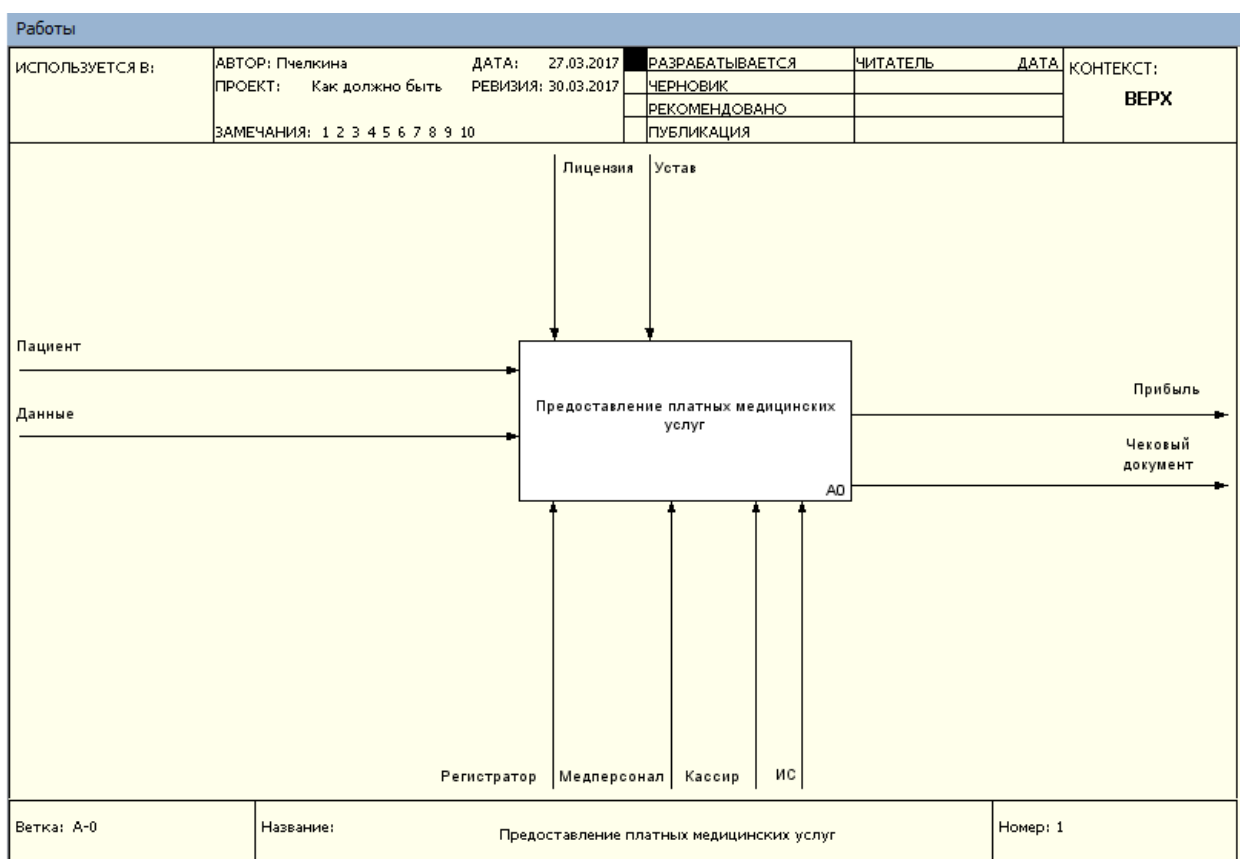 Работы
ИСПОЛЬЗУЕТСЯ В:
АВТОР: Пчелкина
ДАТА: 27.03.2017
ПРОЕКТ: Как должно быть
РЕВИЗИЯ: 30.03.2017
ЗАМЕЧАНИЯ: 1 2 3 4 5 6 7 8 9 10
РАЗРАБАТЫВАЕТСЯ
ЧЕРНОВИК
РЕКОМЕНДОВАНО
ПУБЛИКАЦИЯ
ЧИТАТЕЛЬ ДАТА
КОНТЕКСТ:
ВЕРХ
Лицензия
Устав
Пациент
Данные
Предоставление платных медицинских
услуг
A0
Прибыль
Чековый
документ
Регистратор
Медперсонал
Кассир
ИС
Ветка: A-0
Название:
Предоставление платных медицинских услуг
Номер: 1